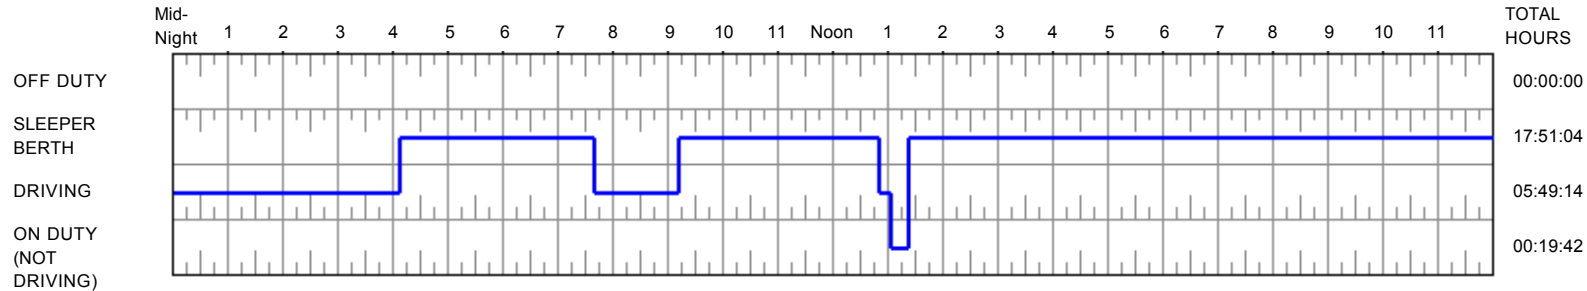 Mid-
Night 1 2 3 4 5 6 7 8 9 10 11 Noon 1 2 3 4 5 6 7 8 9 10 11
TOTAL
HOURS
OFF DUTY 00:00:00
SLEEPER
BERTH
17:51:04
DRIVING 05:49:14
ON DUTY
(NOT
DRIVING)
00:19:42